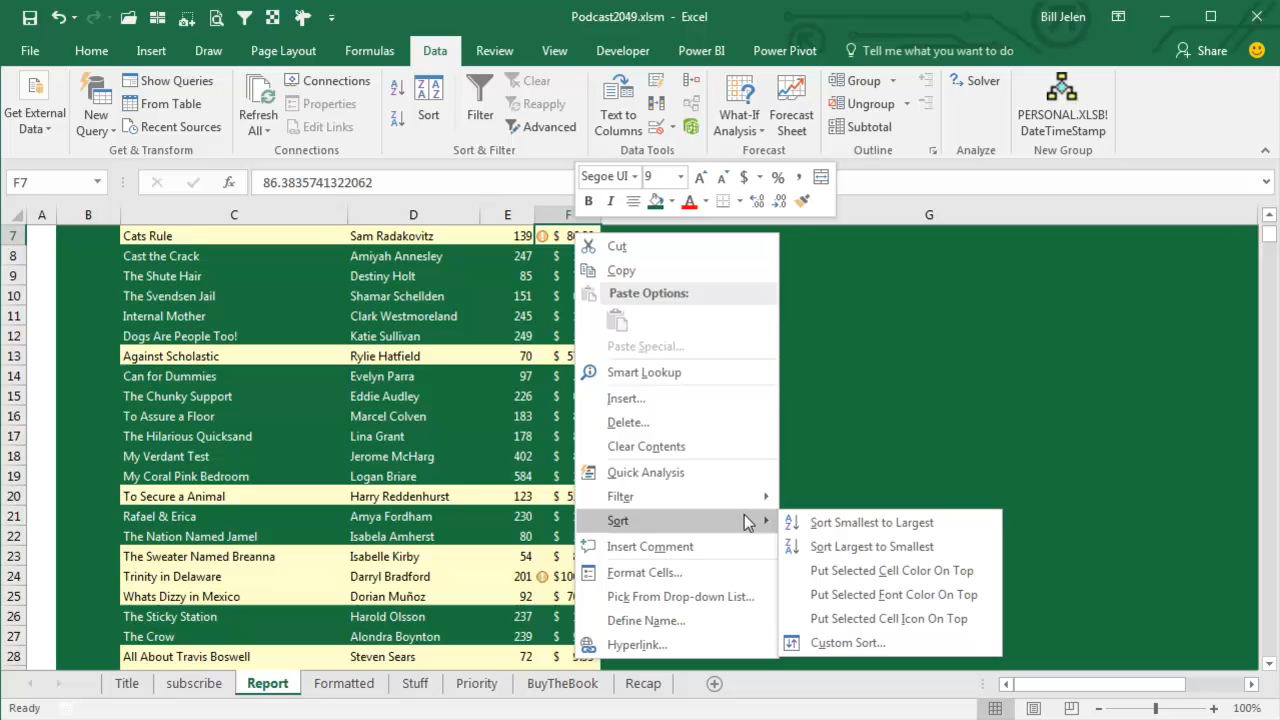 Podcast2049.xlsm - Excel
Bill Jelen
File Home Insert Draw Page Layout Formulas Data Review View Developer Power BI Power Pivot Tell me what you want to do Share
Get External Data
New Query
Show Queries
From Table
Recent Sources
Get & Transform
Refresh All
Connections
Properties
Edit Links
Connections
Sort
Filter
Clear
Reapply
Advanced
Sort & Filter
Text to Columns
Data Tools
What-If Analysis
Forecast Sheet
Forecast
Group
Ungroup
Subtotal
Outline
Solver
Analyze
PERSONAL.XLSB!
DateTimeStamp
New Group
F7 fx 86.3835741322062
Segoe UI 9 A A $ % ,
B I A
A B C D E F G
7 Cats Rule Sam Radakovitz 139 $
8 Cast the Crack Amiyah Annesley 247 $
9 The Shute Hair Destiny Holt 85 $
10 The Svendsen Jail Shamar Schellden 151 $
11 Internal Mother Clark Westmoreland 245 $
12 Dogs Are People Too! Katie Sullivan 249 $
13 Against Scholastic Rylie Hatfield 70 $
14 Can for Dummies Evelyn Parra 97 $
15 The Chunky Support Eddie Audley 226 $
16 To Assure a Floor Marcel Colven 183 $
17 The Hilarious Quicksand Lina Grant 178 $
18 My Verdant Test Jerome McHarg 402 $
19 My Coral Pink Bedroom Logan Briare 584 $
20 To Secure a Animal Harry Reddenhurst 123 $
21 Rafael & Erica Amya Fordham 230 $
22 The Nation Named Jamel Isabela Amherst 80 $
23 The Sweater Named Breanna Isabelle Kirby 54 $
24 Trinity in Delaware Darryl Bradford 201 $
25 Whats Dizzy in Mexico Dorian Muñoz 92 $
26 The Sticky Station Harold Olsson 237 $
27 The Crow Alondra Boynton 239 $
28 All About Travis Boswell Steven Sears 72 $
Cut
Copy
Paste Options:
Paste Special...
Smart Lookup
Insert...
Delete...
Clear Contents
Quick Analysis
Filter
Sort
Insert Comment
Format Cells...
Pick From Drop-down List...
Define Name...
Hyperlink...
Sort Smallest to Largest
Sort Largest to Smallest
Put Selected Cell Color On Top
Put Selected Font Color On Top
Put Selected Cell Icon On Top
Custom Sort...
Title subscribe Report Formatted Stuff Priority BuyTheBook Recap
Ready 100%